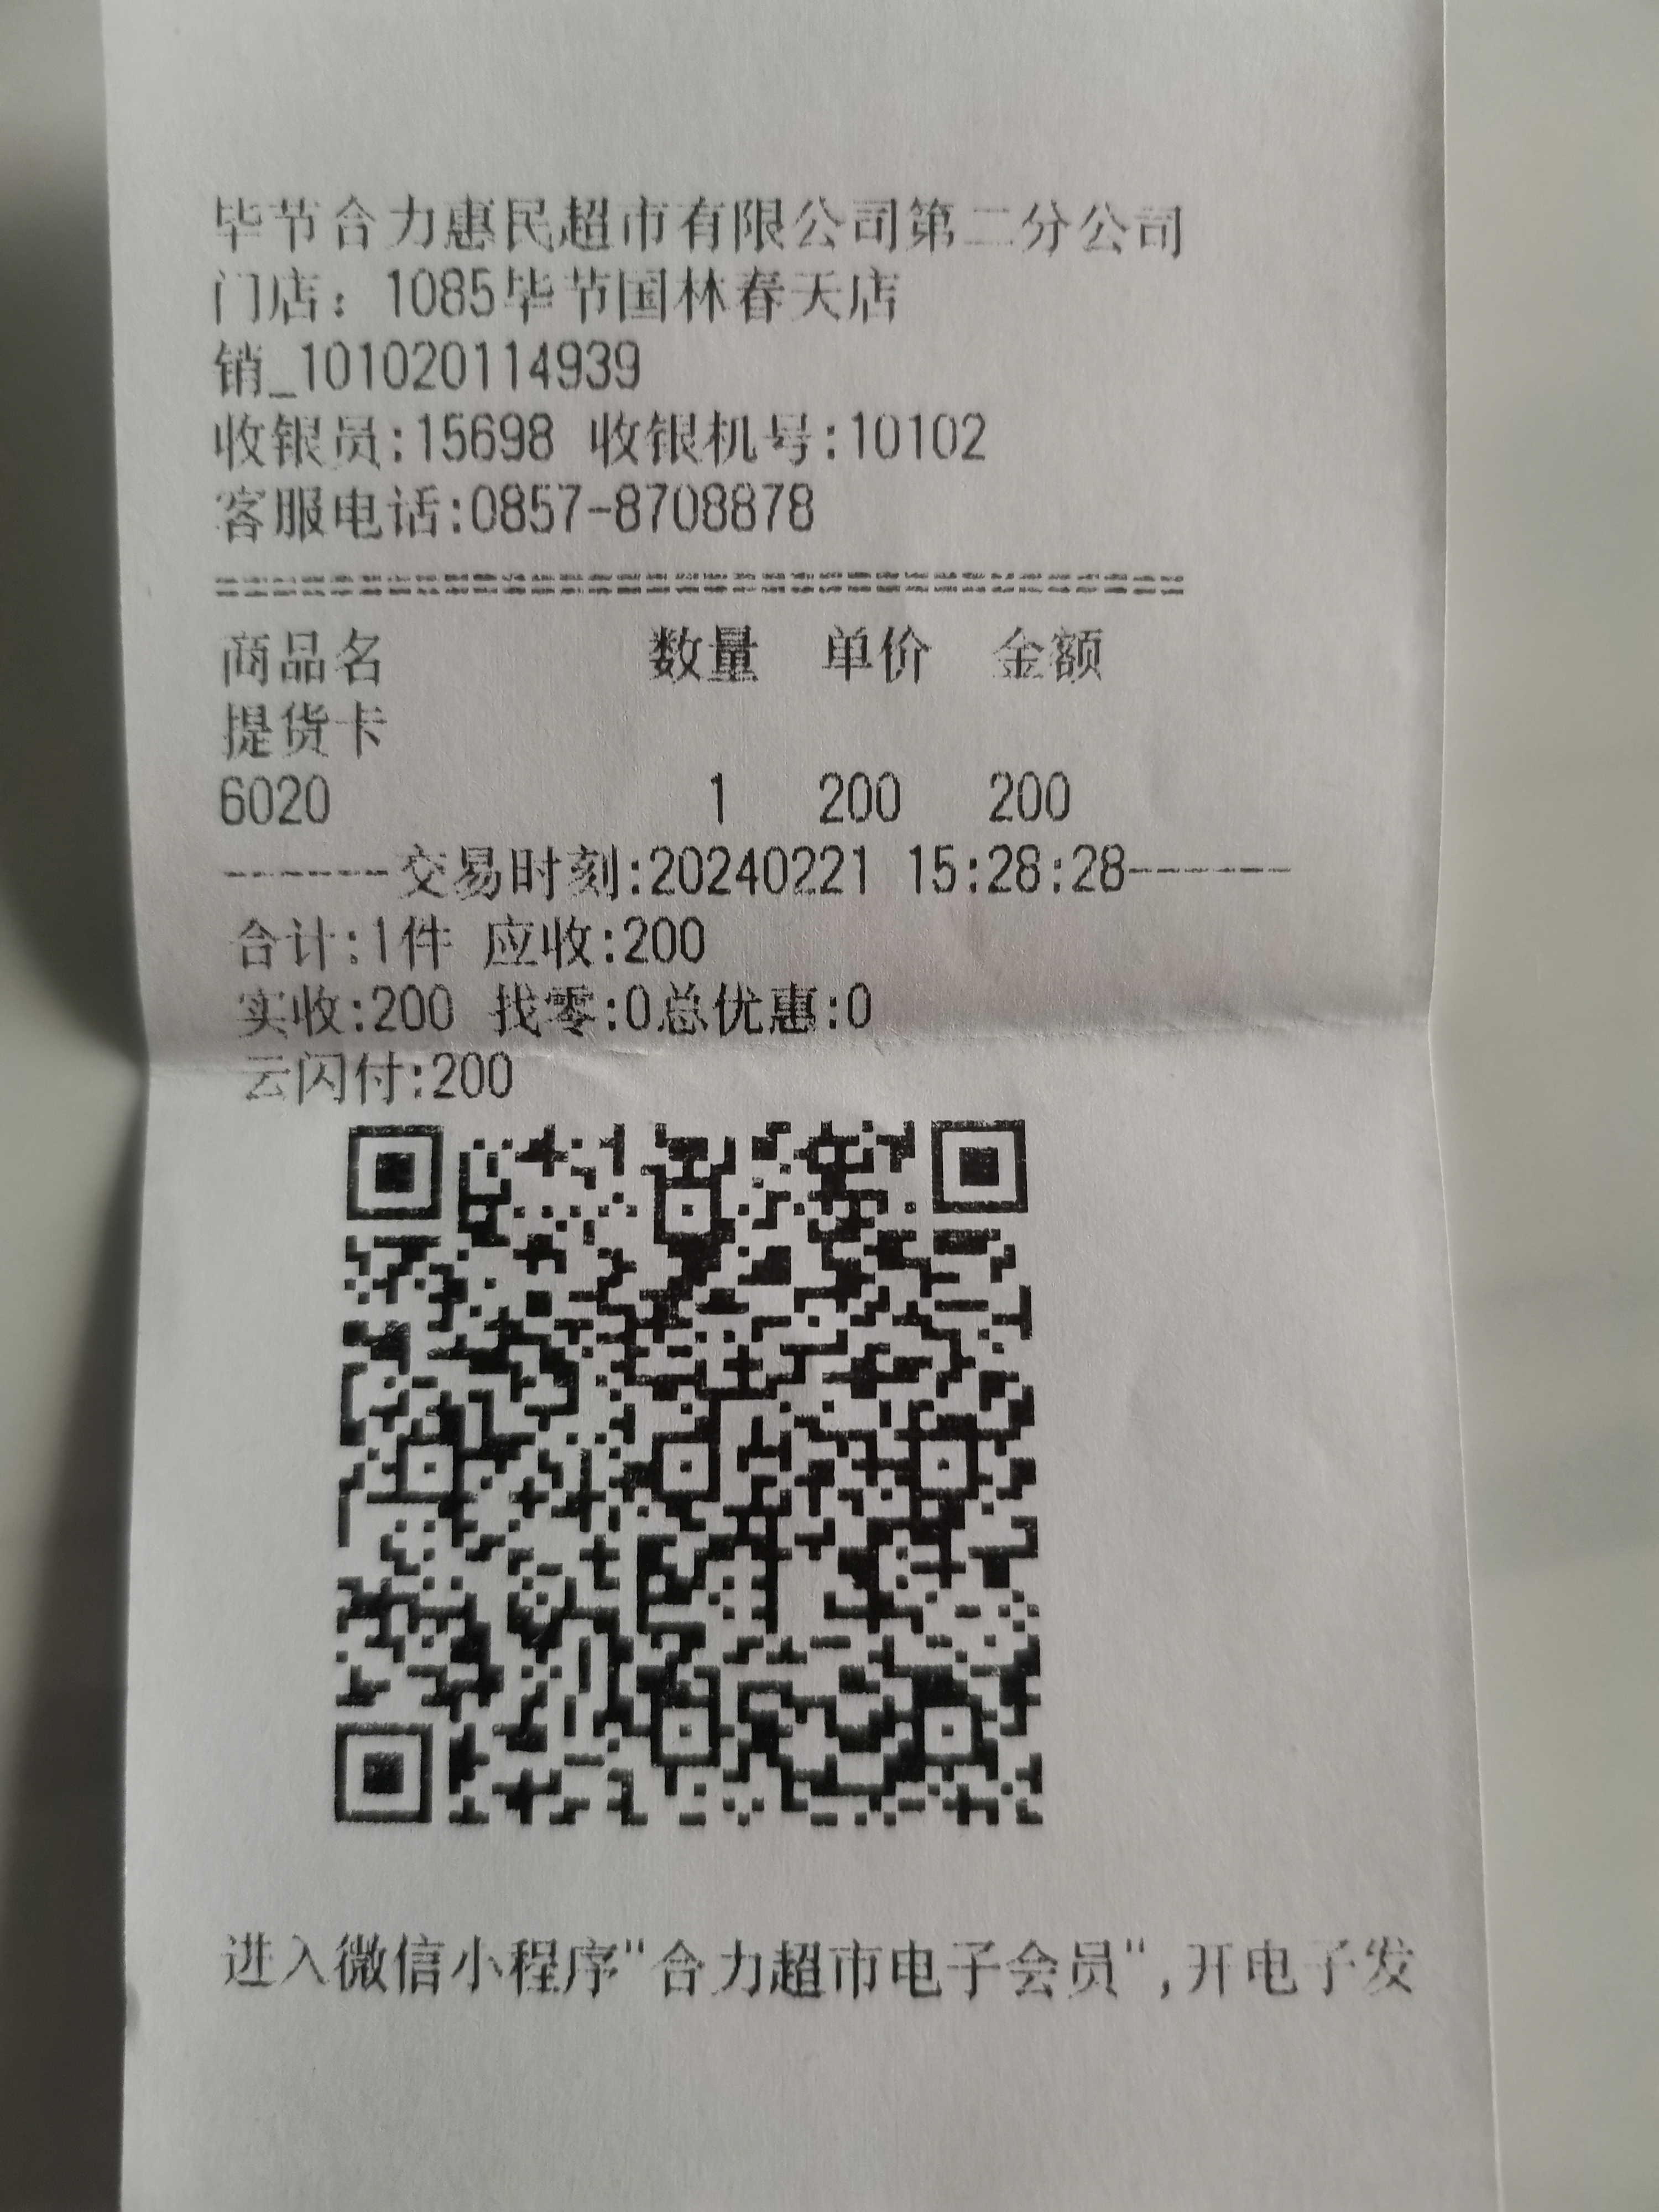 毕节合力惠民超市有限公司第二分公司
门店：1085毕节国林春天店
销_101020114939
收银员:15698 收银机号:10102
客服电话:0857-8708878
==================================
商品名 数量 单价 金额
提货卡
6020 1 200 200
------交易时刻:20240221 15:28:28------
合计:1件 应收:200
实收:200 找零:0总优惠:0
云闪付:200
进入微信小程序"合力超市电子会员",开电子发